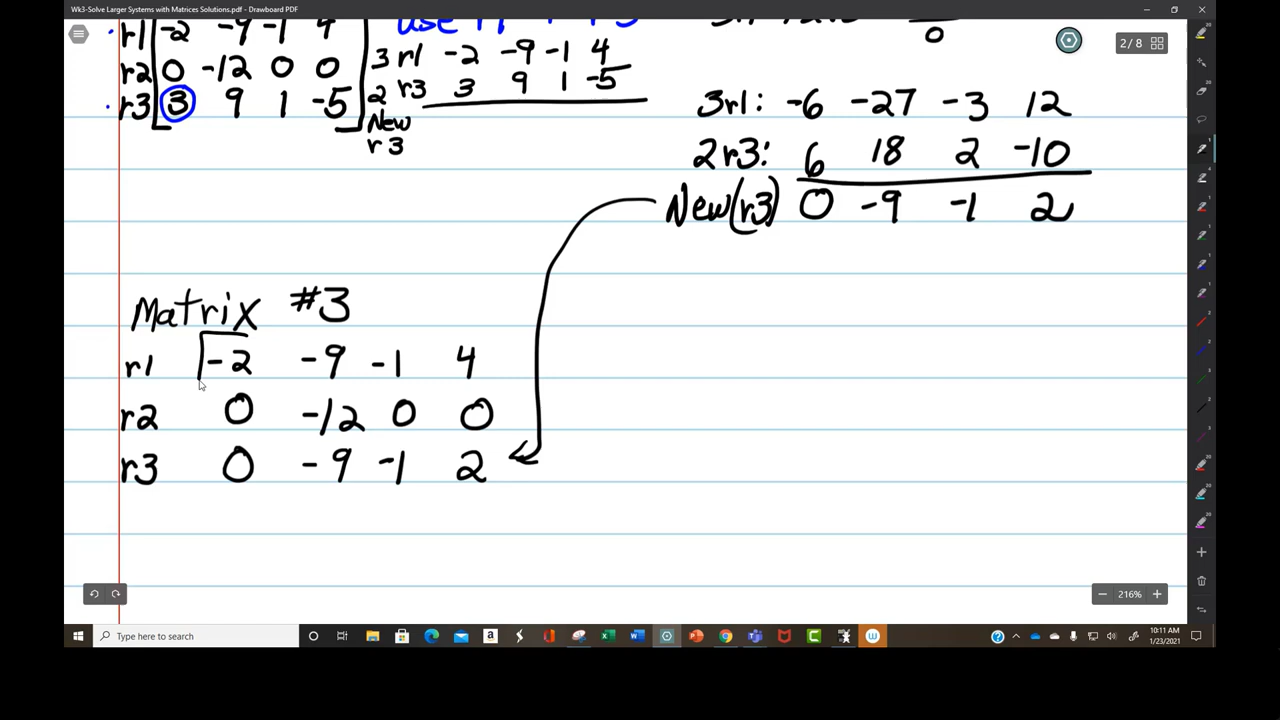 Wk3-Solve Larger Systems with Matrices Solutions.pdf - Drawboard PDF
2/8
r1 -2 -9 -1 4
r2 0 -12 0 0
r3 3 9 1 -5
use r1
3 r1 -2 -9 -1 4
2 r3 3 9 1 -5
New
r3
0
3r1: -6 -27 -3 12
2r3: 6 18 2 -10
New(r3) 0 -9 -1 2
Matrix #3
r1 -2 -9 -1 4
r2 0 -12 0 0
r3 0 -9 -1 2
216%
Type here to search
10:11 AM
1/23/2021